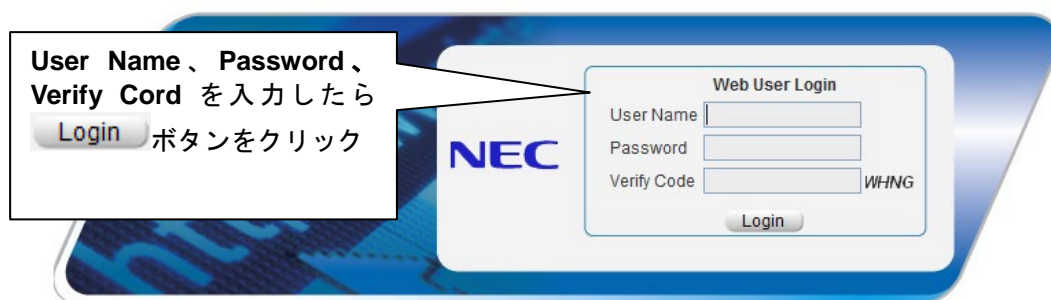 User Name、Password、
Verify Cord を入力したら
Login ボタンをクリック
NEC
Web User Login
User Name
Password
Verify Code WHNG
Login
http